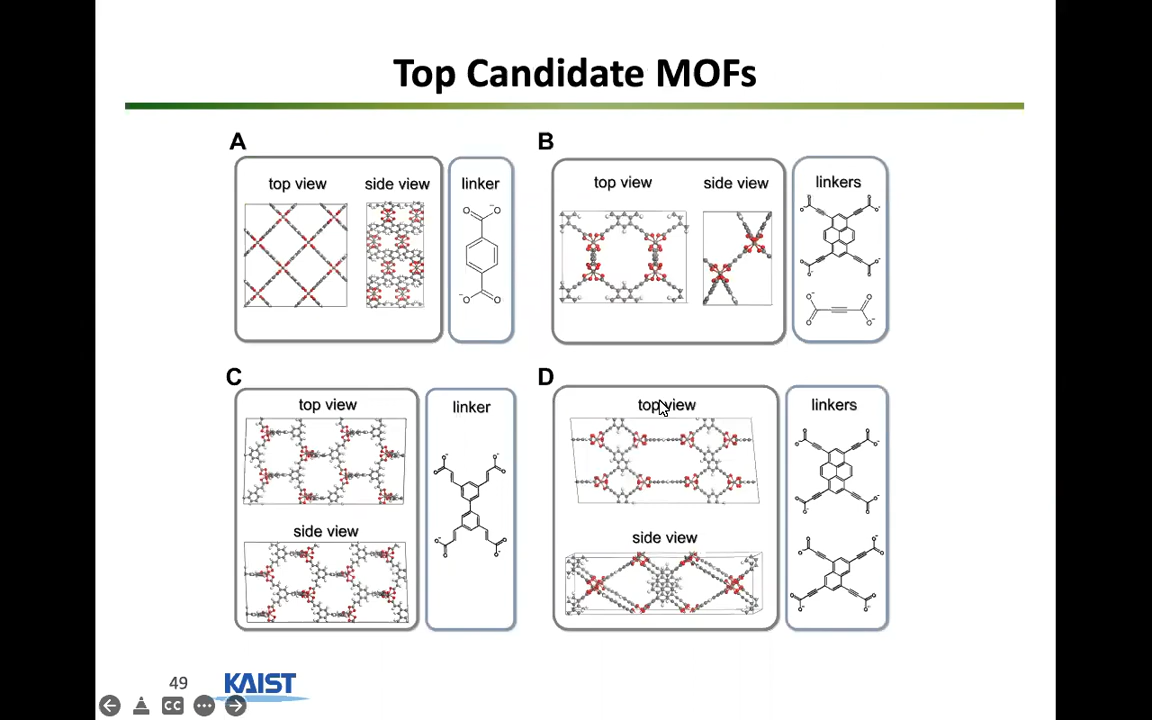 Top Candidate MOFs
A
top view
side view
linker
B
top view
side view
linkers
C
top view
side view
linker
D
top view
side view
linkers
49
KAIST
CC